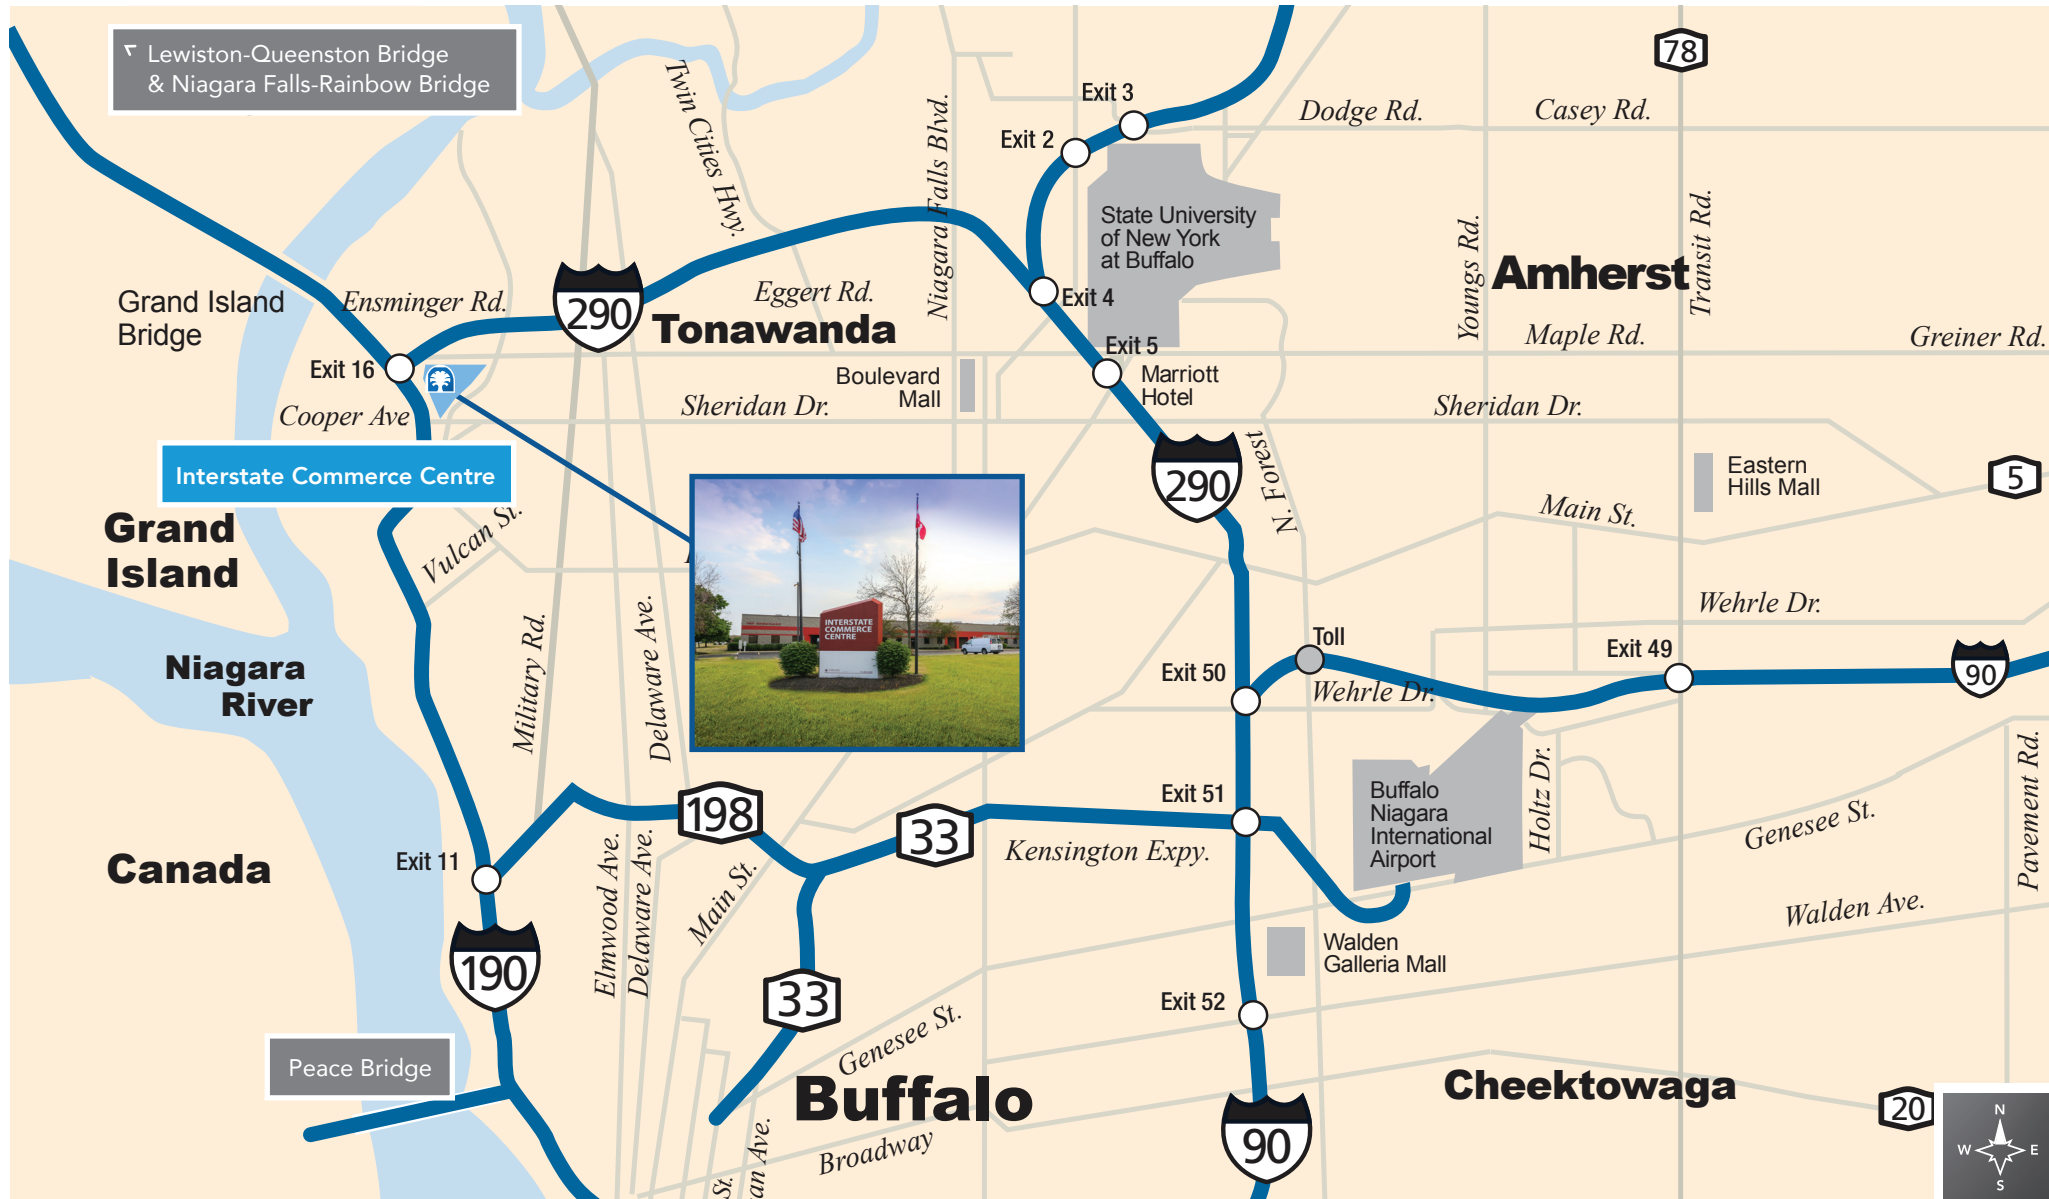 Lewiston-Queenston Bridge
& Niagara Falls-Rainbow Bridge
78
Exit 3
Dodge Rd.
Casey Rd.
Twin Cities Hwy.
Niagara Falls Blvd.
Exit 2
State University
of New York
at Buffalo
Youngs Rd.
Amherst
Transit Rd.
Grand Island
Bridge
Ensminger Rd.
290
Eggert Rd.
Tonawanda
Exit 4
Maple Rd.
Greiner Rd.
Exit 16
Exit 5
Boulevard
Mall
Marriott
Hotel
Cooper Ave
Sheridan Dr.
Sheridan Dr.
Interstate Commerce Centre
290
N. Forest
Eastern
Hills Mall
5
Grand
Island
Vulcan St.
Main St.
INTERSTATE
COMMERCE
CENTRE
Wehrle Dr.
Niagara
River
Military Rd.
Delaware Ave.
Toll
Exit 49
Exit 50
Wehrle Dr.
90
198
33
Exit 51
Kensington Expy.
Buffalo
Niagara
International
Airport
Holtz Dr.
Genesee St.
Pavement Rd.
Canada
Exit 11
Elmwood Ave.
Delaware Ave.
Main St.
Walden Ave.
190
33
Walden
Galleria Mall
Exit 52
Genesee St.
Peace Bridge
Buffalo
Cheektowaga
20
Broadway
90
St.
an Ave.
N
W E
S